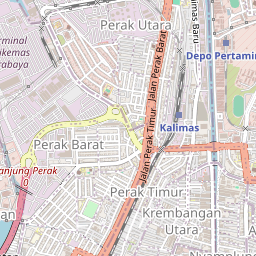 Perak Utara
Jalan Perak Barat
Depo Pertamin
Kalimas
Perak Barat
Jalan Perak Timur
anjung Perak
Perak Timur
Krembangan
Utara
Nyamplung